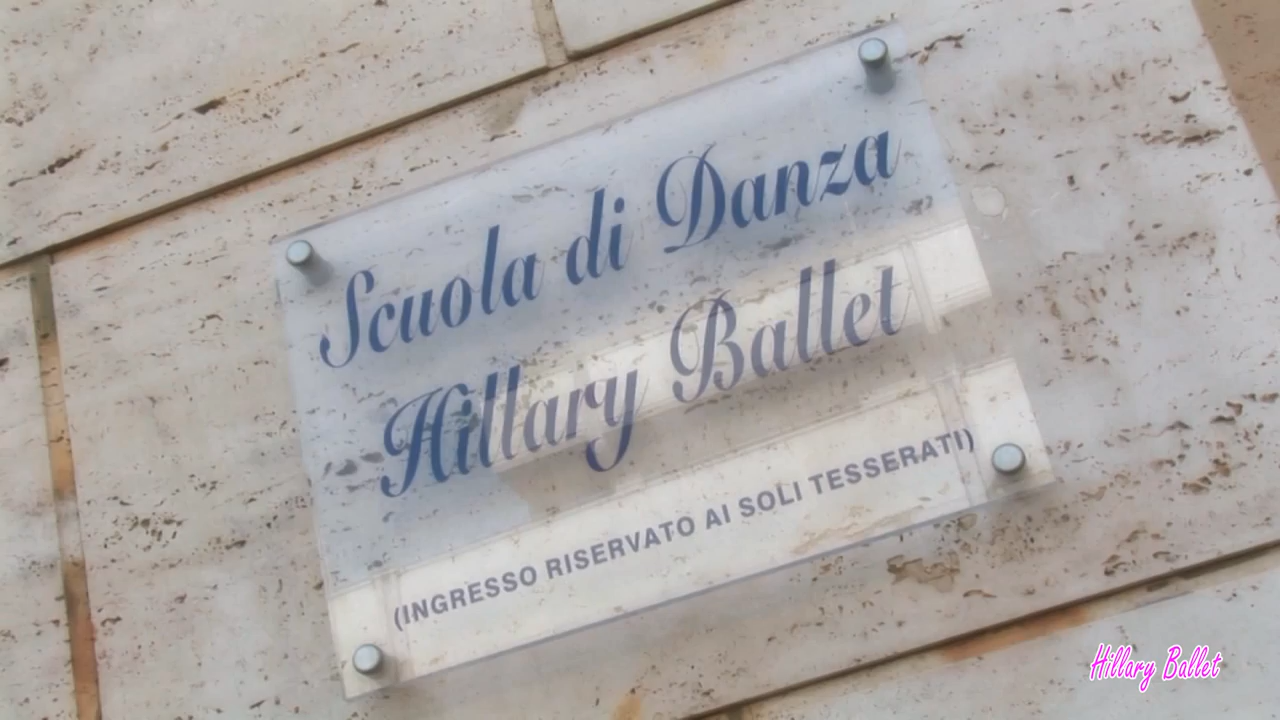 Scuola di Danza
Hillary Ballet
(INGRESSO RISERVATO AI SOLI TESSERATI)
Hillary Ballet